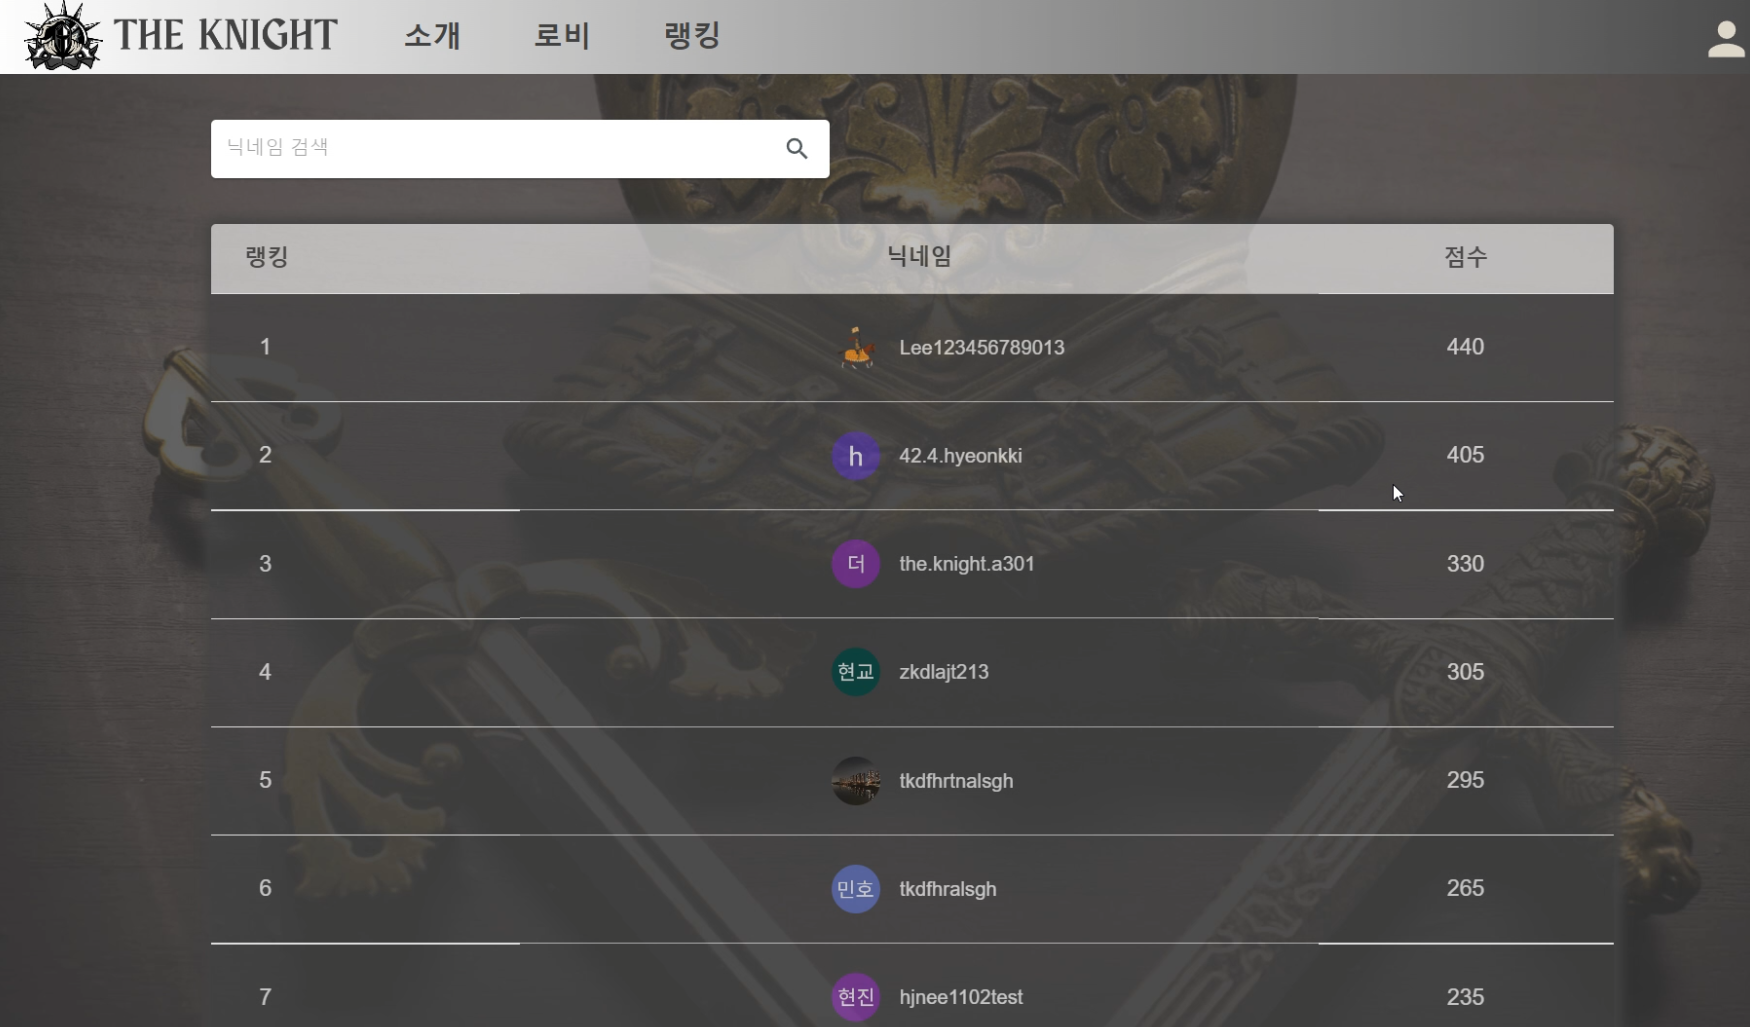 THE KNIGHT 소개 로비 랭킹
닉네임 검색
랭킹 닉네임 점수
1 Lee123456789013 440
2 h 42.4.hyeonkki 405
3 더 the.knight.a301 330
4 현교 zkdlajt213 305
5 tkdfhrtnalsgh 295
6 민호 tkdfhralsgh 265
7 현진 hjnee1102test 235